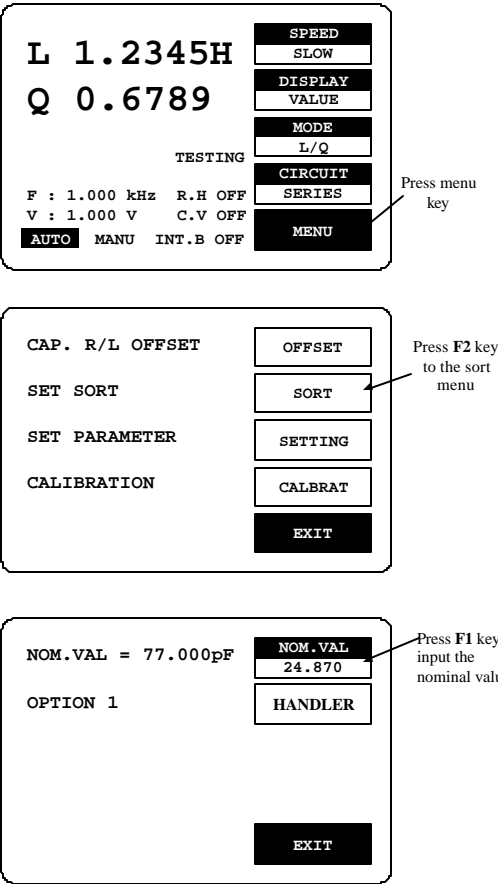 L 1.2345H
Q 0.6789
TESTING
F : 1.000 kHz R.H OFF
V : 1.000 V C.V OFF
AUTO MANU INT.B OFF
SPEED
SLOW
DISPLAY
VALUE
MODE
L/Q
CIRCUIT
SERIES
MENU
Press menu
key
CAP. R/L OFFSET
OFFSET
SET SORT
SORT
SET PARAMETER
SETTING
CALIBRATION
CALBRAT
EXIT
Press F2 key
to the sort
menu
NOM.VAL = 77.000pF
NOM.VAL
24.870
OPTION 1
HANDLER
EXIT
Press F1 key
input the
nominal